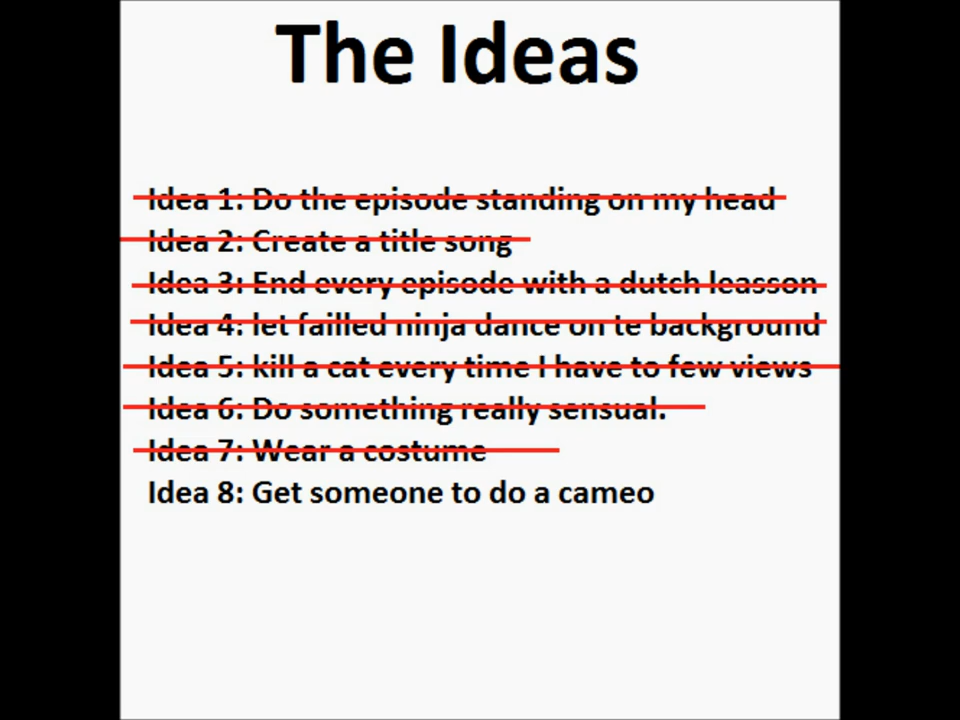 The Ideas
Idea 1: Do the episode standing on my head
Idea 2: Create a title song
Idea 3: End every episode with a dutch leasson
Idea 4: let failled ninja dance on te background
Idea 5: kill a cat every time I have to few views
Idea 6: Do something really sensual.
Idea 7: Wear a costume
Idea 8: Get someone to do a cameo